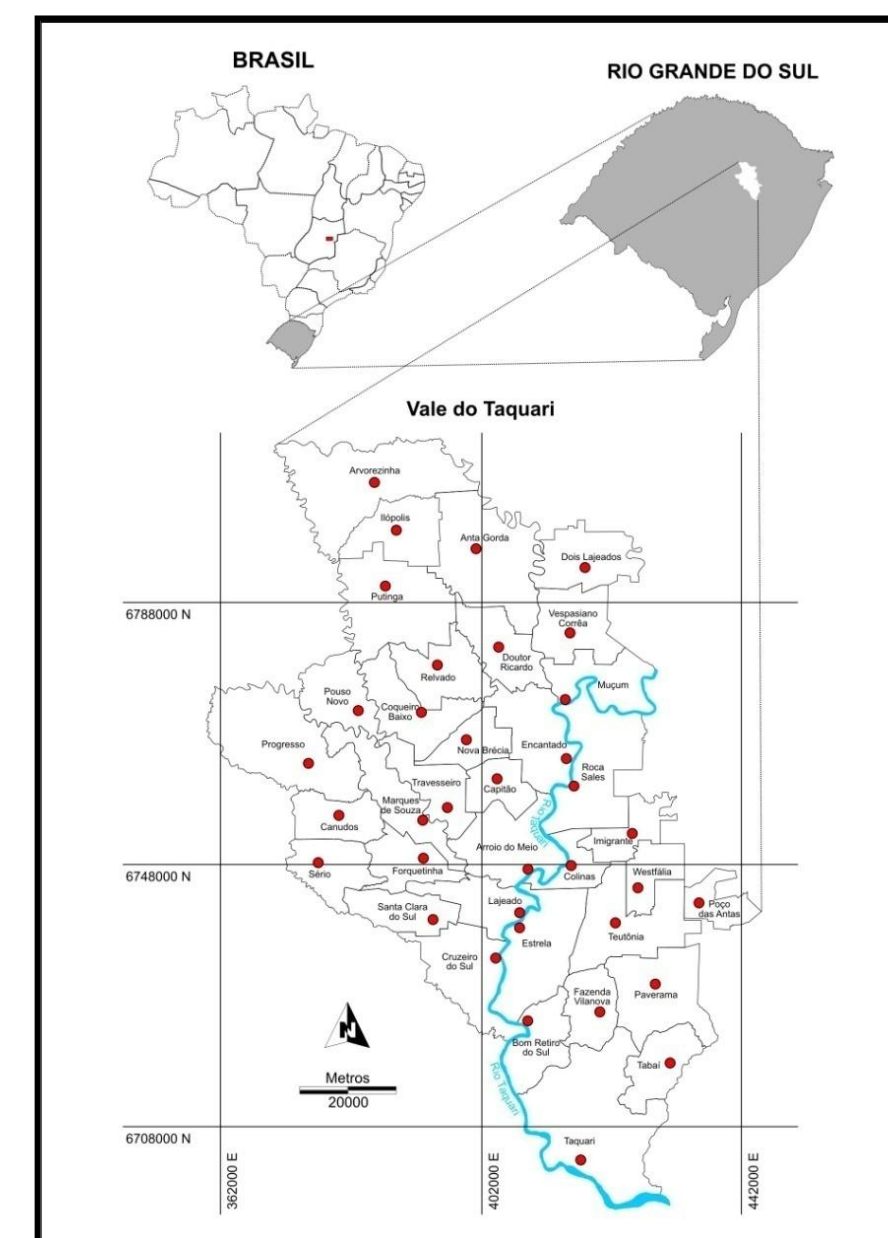 BRASIL
RIO GRANDE DO SUL
Vale do Taquari
Arvorezinha
Ilópolis
Anta Gorda
Dois Lajeados
Putinga
6788000 N
Vespasiano
Corrêa
Doutor
Ricardo
Relvado
Muçum
Pouso
Novo
Coqueiro
Baixo
Progresso
Nova Brécia
Encantado
Roca
Sales
Travesseiro
Capitão
Marques
de Souza
Canudos
Rio Taquari
Imigrante
Arroio do Meio
6748000 N
Sério
Forquetinha
Colinas
Westfália
Santa Clara
do Sul
Lajeado
Poço
das Antas
Estrela
Teutônia
Cruzeiro
do Sul
Fazenda
Vilanova
Paverama
N
Bom Retiro
do Sul
Tabaí
Metros
20000
Rio Taquari
6708000 N
Taquari
362000 E
402000 E
442000 E